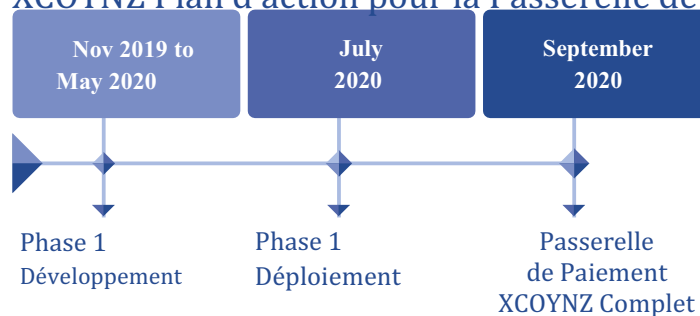 XCOYNZ Plan d'action pour la Passerelle de
Nov 2019 to
May 2020
July
2020
September
2020
Phase 1
Développement
Phase 1
Déploiement
Passerelle
de Paiement
XCOYNZ Complet